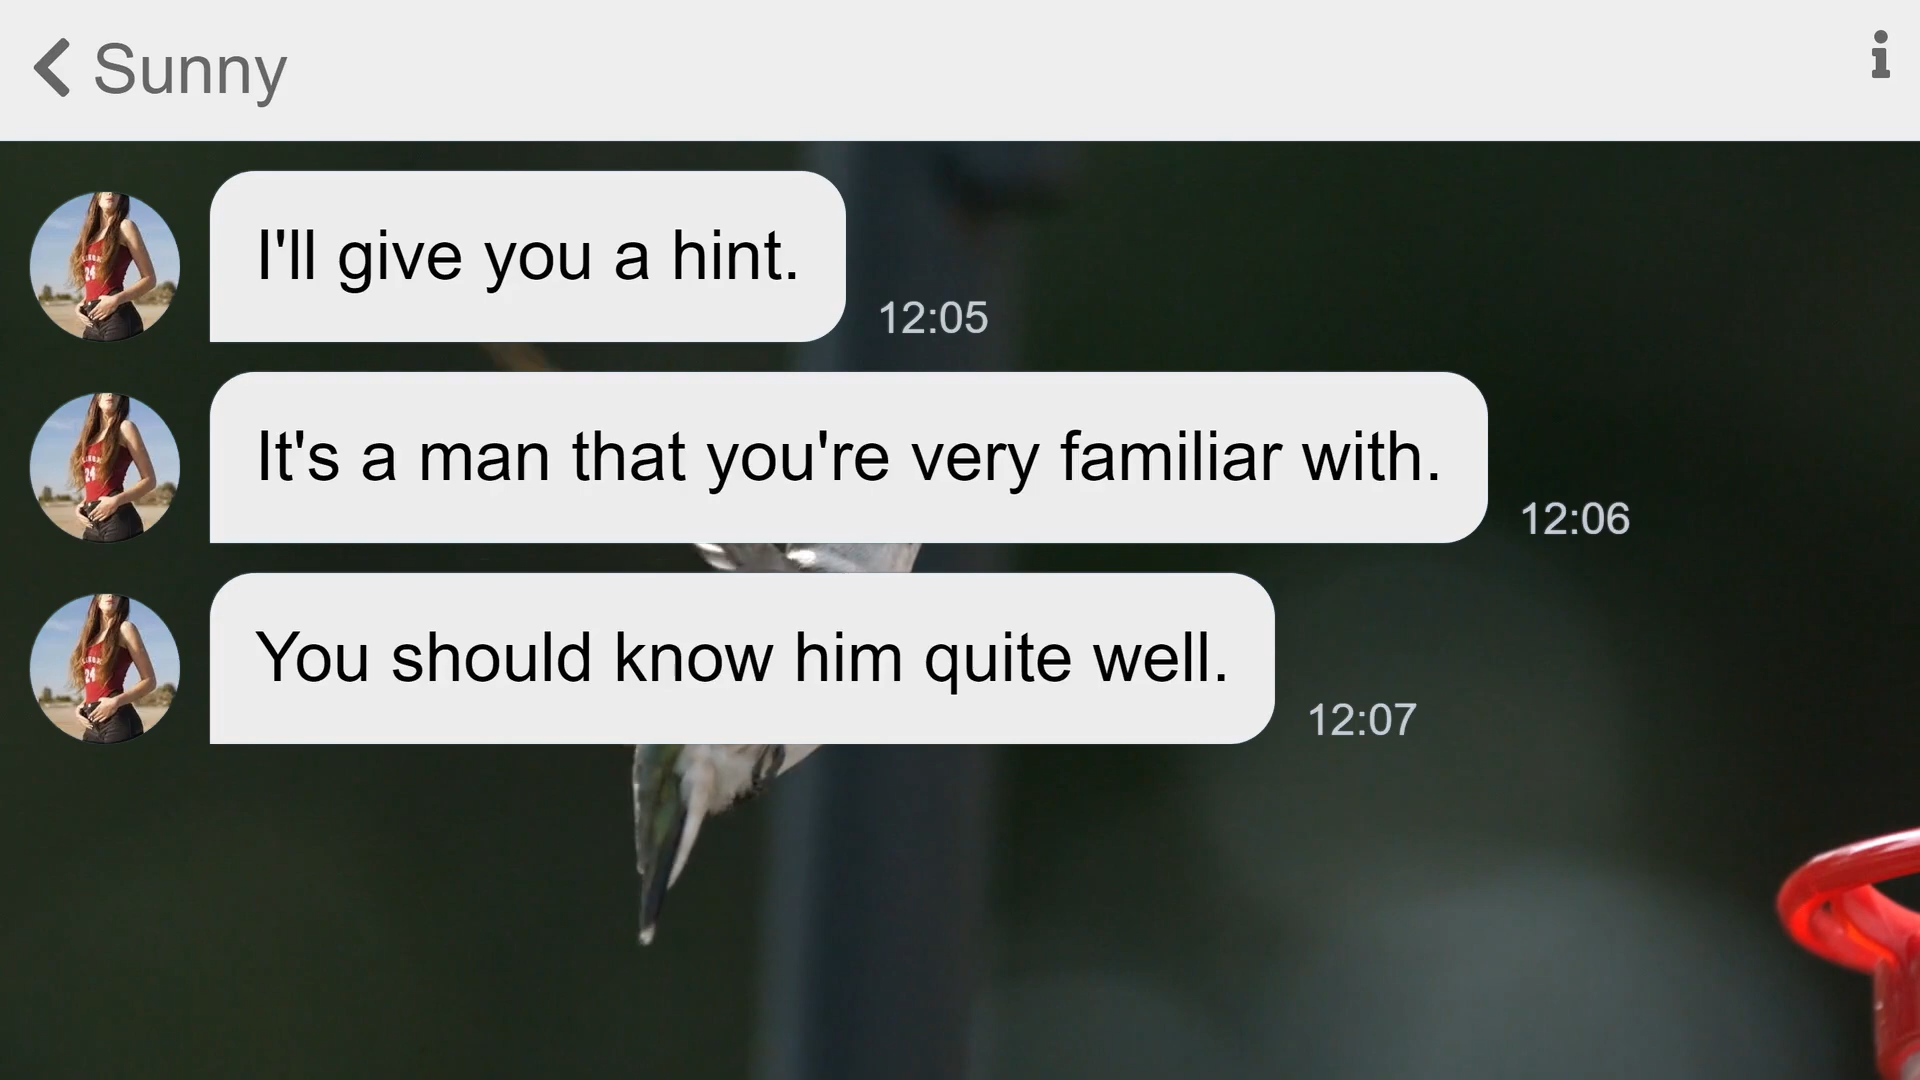 Sunny
I'll give you a hint.
12:05
It's a man that you're very familiar with.
12:06
You should know him quite well.
12:07